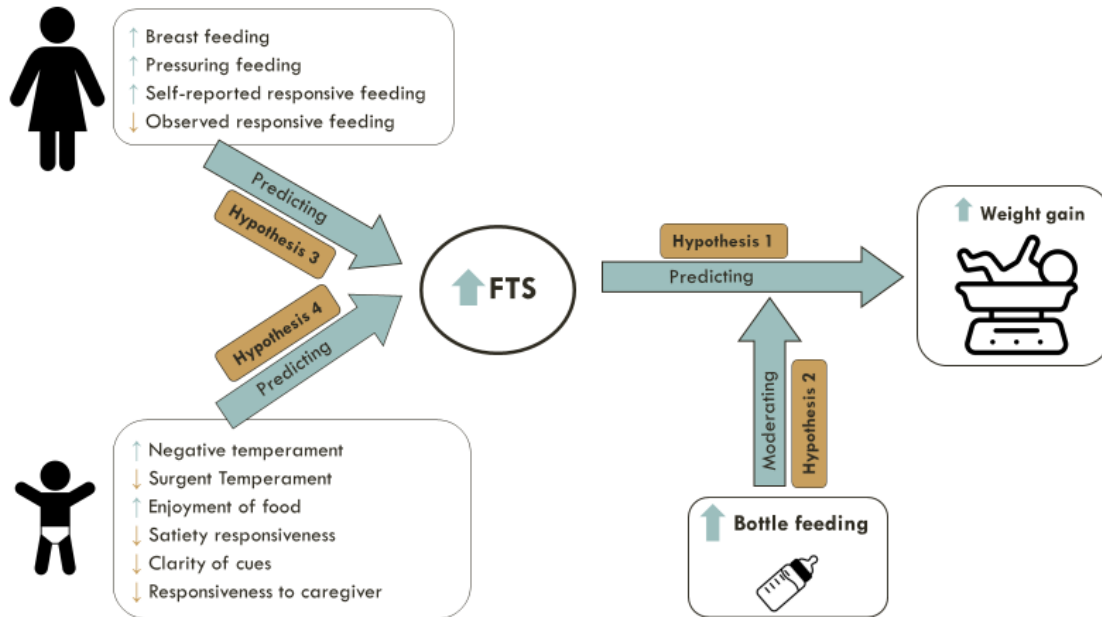 ↑ Breast feeding
↑ Pressuring feeding
↑ Self-reported responsive feeding
↓ Observed responsive feeding
Predicting
Hypothesis 3
Hypothesis 4
Predicting
↑ Negative temperament
↓ Surgent Temperament
↑ Enjoyment of food
↓ Satiety responsiveness
↓ Clarity of cues
↓ Responsiveness to caregiver
↑ FTS
Hypothesis 1
Predicting
Moderating
Hypothesis 2
↑ Bottle feeding
↑ Weight gain